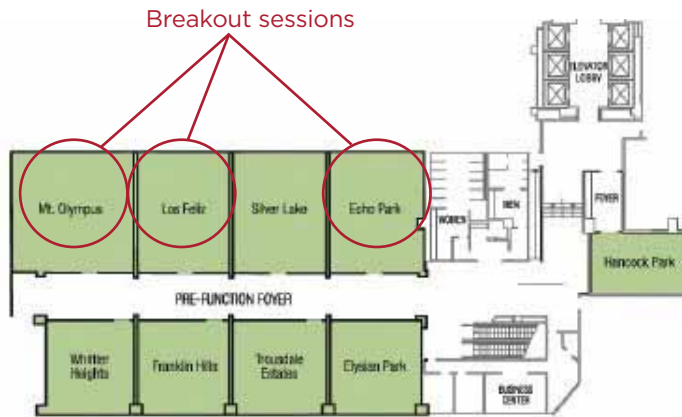 Breakout sessions
ELEVATOR
LOBBY
Mt. Olympus
Los Feliz
Silver Lake
Echo Park
WOMEN
MEN
FOYER
Hancock Park
PRE-FUNCTION FOYER
Whitter
Heights
Franklin Hills
Trousdale
Estates
Elysian Park
BUSINESS
CENTER